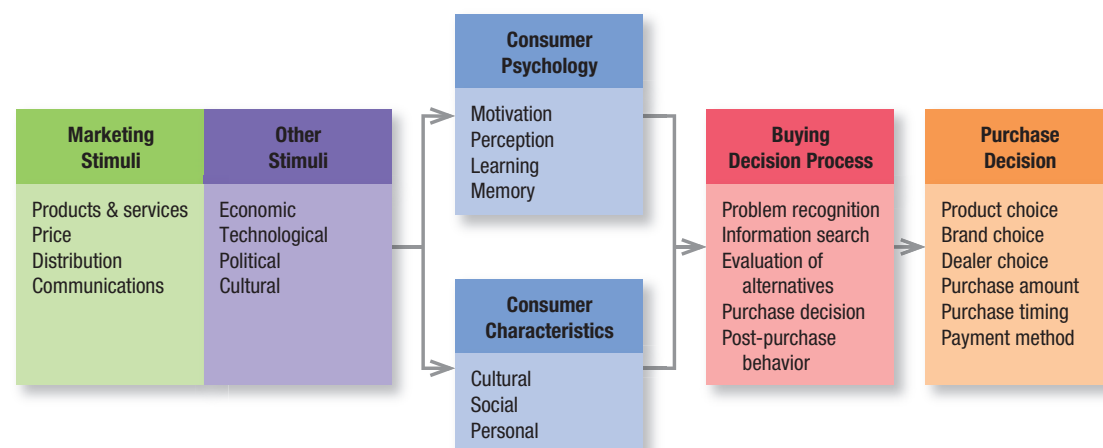 Consumer
Psychology
Motivation
Perception
Learning
Memory
Marketing
Stimuli
Products & services
Price
Distribution
Communications
Other
Stimuli
Economic
Technological
Political
Cultural
Consumer
Characteristics
Cultural
Social
Personal
Buying
Decision Process
Problem recognition
Information search
Evaluation of
alternatives
Purchase decision
Post-purchase
behavior
Purchase
Decision
Product choice
Brand choice
Dealer choice
Purchase amount
Purchase timing
Payment method